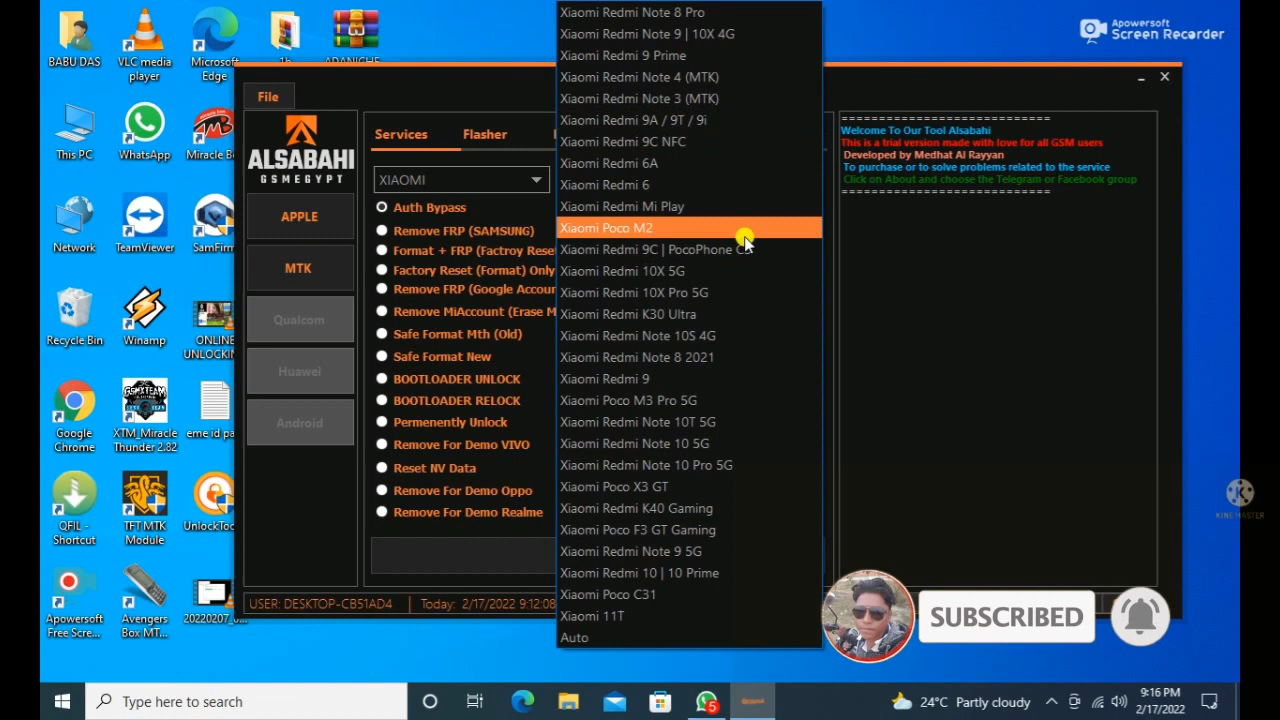 BABU DAS
VLC media
player
Microsoft
Edge
This PC
WhatsApp
Miracle B
Network
TeamViewer
SamFirm
Recycle Bin
Winamp
ONLINE
UNLOCKIN
Google
Chrome
XTM_Miracle
Thunder 2.82
eme id pa
QFIL -
Shortcut
TFT MTK
Module
UnlockToo
Apowersoft
Free Scre...
Avengers
Box MT...
20220207_0...
Apowersoft
Screen Recorder
File
ALSABAHI
GSMEGYPT
APPLE
MTK
Qualcom
Huawei
Android
Services
Flasher
XIAOMI
Auth Bypass
Remove FRP (SAMSUNG)
Format + FRP (Factroy Rese
Factory Reset (Format) Only
Remove FRP (Google Accour
Remove MiAccount (Erase M
Safe Format Mth (Old)
Safe Format New
BOOTLOADER UNLOCK
BOOTLOADER RELOCK
Permenently Unlock
Remove For Demo VIVO
Reset NV Data
Remove For Demo Oppo
Remove For Demo Realme
Xiaomi Redmi Note 8 Pro
Xiaomi Redmi Note 9 | 10X 4G
Xiaomi Redmi 9 Prime
Xiaomi Redmi Note 4 (MTK)
Xiaomi Redmi Note 3 (MTK)
Xiaomi Redmi 9A / 9T / 9i
Xiaomi Redmi 9C NFC
Xiaomi Redmi 6A
Xiaomi Redmi 6
Xiaomi Redmi Mi Play
Xiaomi Poco M2
Xiaomi Redmi 9C | PocoPhone
Xiaomi Redmi 10X 5G
Xiaomi Redmi 10X Pro 5G
Xiaomi Redmi K30 Ultra
Xiaomi Redmi Note 10S 4G
Xiaomi Redmi Note 8 2021
Xiaomi Redmi 9
Xiaomi Poco M3 Pro 5G
Xiaomi Redmi Note 10T 5G
Xiaomi Redmi Note 10 5G
Xiaomi Redmi Note 10 Pro 5G
Xiaomi Poco X3 GT
Xiaomi Redmi K40 Gaming
Xiaomi Poco F3 GT Gaming
Xiaomi Redmi Note 9 5G
Xiaomi Redmi 10 | 10 Prime
Xiaomi Poco C31
Xiaomi 11T
Auto
==============================
Welcome To Our Tool Alsabahi
This is a trial version made with love for all GSM users
Developed by Medhat Al Rayyan
To purchase or to solve problems related to the service
Click on About and choose the Telegram or Facebook group
==============================
USER: DESKTOP-CB51AD4
Today: 2/17/2022 9:12:08
KINEMASTER
SUBSCRIBED
Type here to search
5
24°C Partly cloudy
9:16 PM
2/17/2022